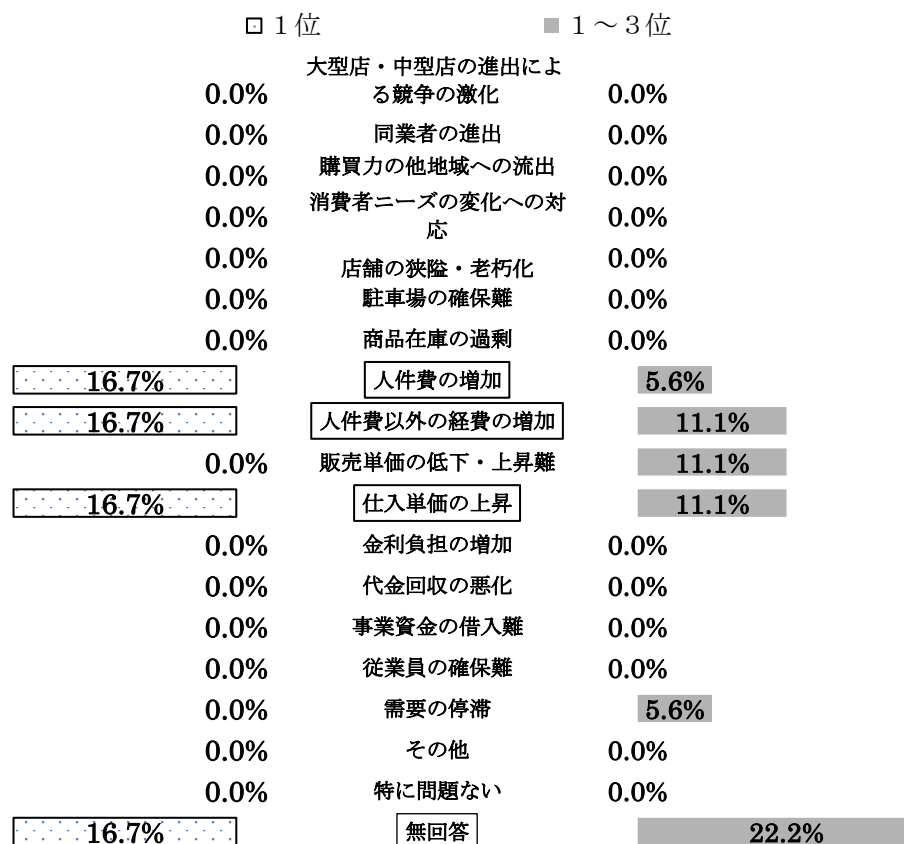 １位 １～３位
大型店・中型店の進出によ
0.0% る競争の激化 0.0%
0.0% 同業者の進出 0.0%
0.0% 購買力の他地域への流出 0.0%
消費者ニーズの変化への対
0.0% 応 0.0%
0.0% 店舗の狭隘・老朽化 0.0%
0.0% 駐車場の確保難 0.0%
0.0% 商品在庫の過剰 0.0%
16.7% 人件費の増加 5.6%
16.7% 人件費以外の経費の増加 11.1%
0.0% 販売単価の低下・上昇難 11.1%
16.7% 仕入単価の上昇 11.1%
0.0% 金利負担の増加 0.0%
0.0% 代金回収の悪化 0.0%
0.0% 事業資金の借入難 0.0%
0.0% 従業員の確保難 0.0%
0.0% 需要の停滞 5.6%
0.0% その他 0.0%
0.0% 特に問題ない 0.0%
16.7% 無回答 22.2%